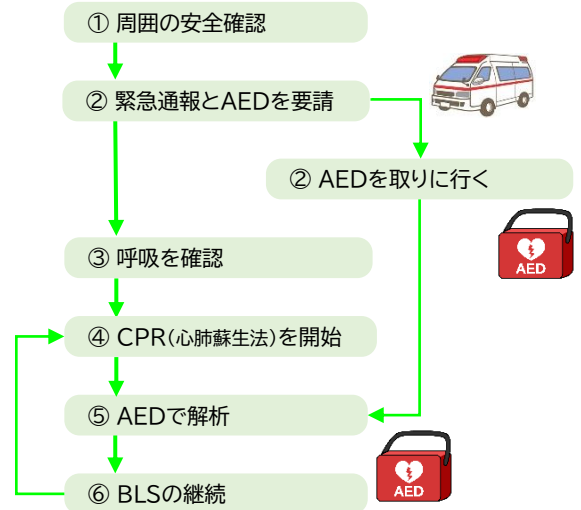 ① 周囲の安全確認
② 緊急通報とAEDを要請
② AEDを取りに行く
AED
③ 呼吸を確認
④ CPR(心肺蘇生法)を開始
⑤ AEDで解析
AED
⑥ BLSの継続